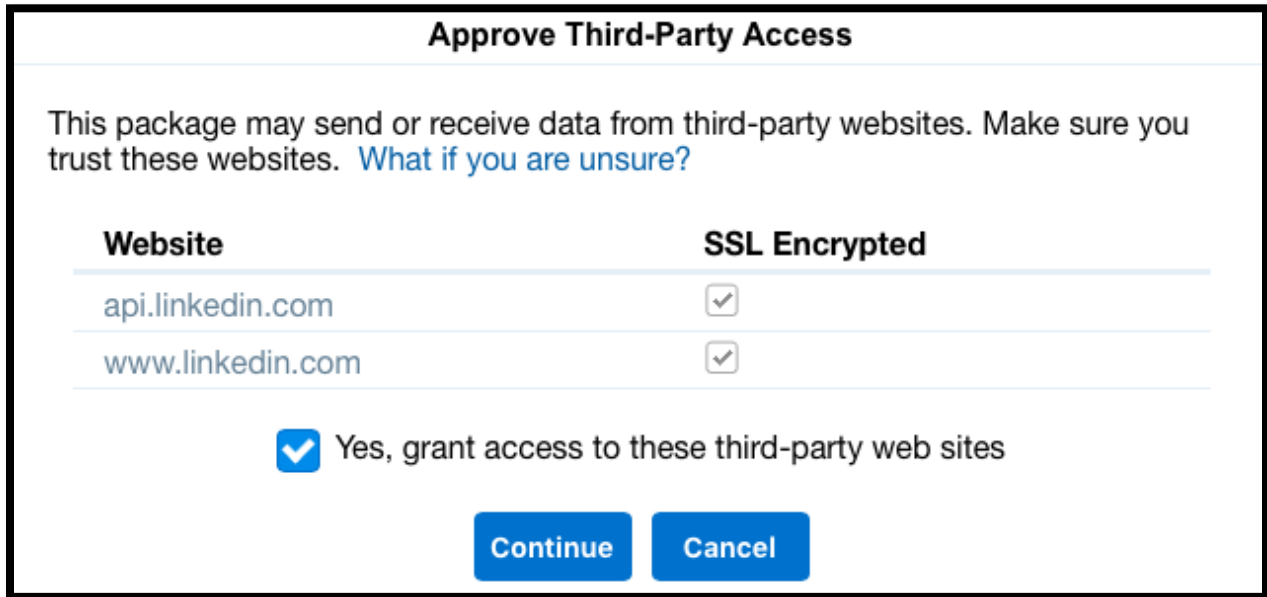 Approve Third-Party Access
This package may send or receive data from third-party websites. Make sure you
trust these websites. What if you are unsure?
Website SSL Encrypted
api.linkedin.com
www.linkedin.com
Yes, grant access to these third-party web sites
Continue Cancel